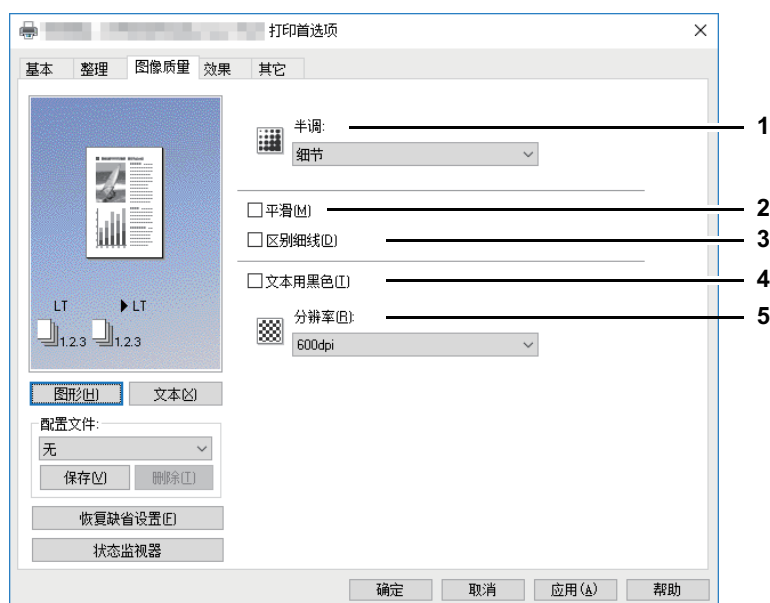 打印首选项
基本 整理 图像质量 效果 其它
半调: 1
细节
平滑(M) 2
区别细线(D) 3
文本用黑色(T) 4
分辨率(R): 5
600dpi
LT ▶ LT
1.2.3 1.2.3
图形(H) 文本(X)
配置文件:
无
保存(V) 删除(T)
恢复缺省设置(F)
状态监视器
确定 取消 应用(A) 帮助